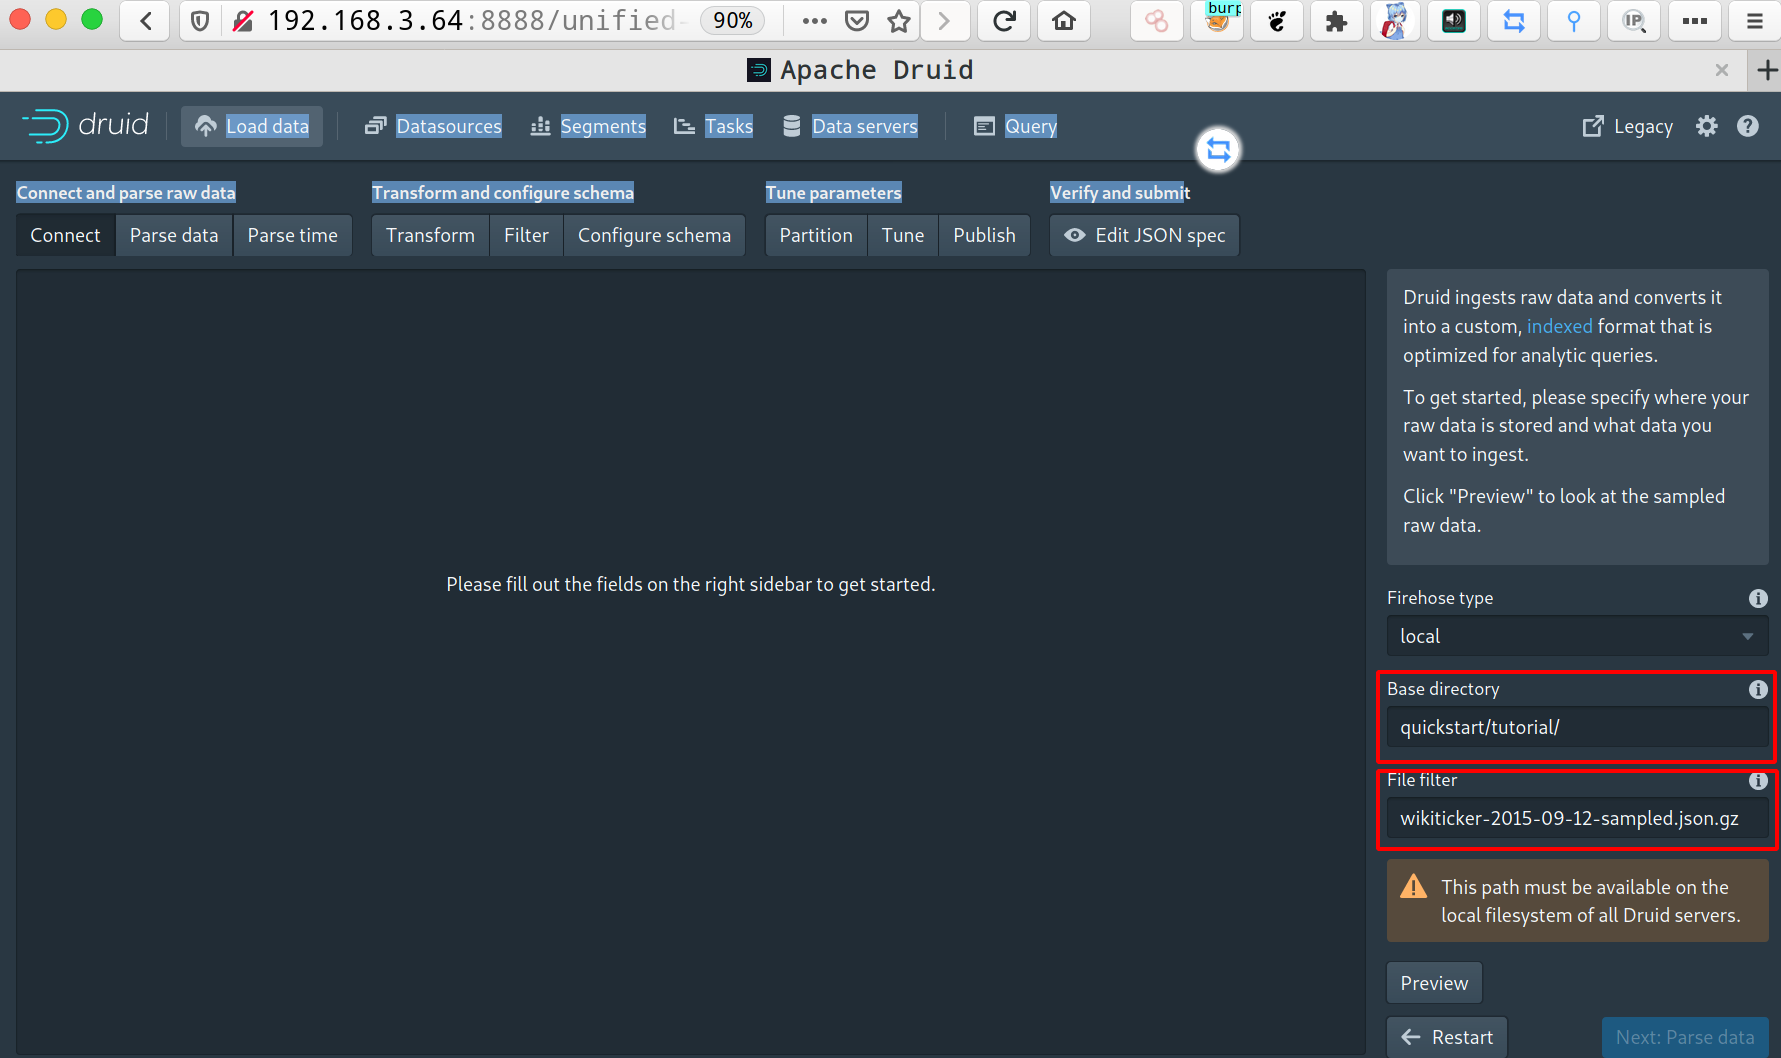 192.168.3.64:8888/unified-
90%
burp
IP
Apache Druid
druid
Load data
Datasources
Segments
Tasks
Data servers
Query
Legacy
Connect and parse raw data
Transform and configure schema
Tune parameters
Verify and submit
Connect
Parse data
Parse time
Transform
Filter
Configure schema
Partition
Tune
Publish
Edit JSON spec
Please fill out the fields on the right sidebar to get started.
Druid ingests raw data and converts it
into a custom, indexed format that is
optimized for analytic queries.
To get started, please specify where your
raw data is stored and what data you
want to ingest.
Click "Preview" to look at the sampled
raw data.
Firehose type
local
Base directory
quickstart/tutorial/
File filter
wikiticker-2015-09-12-sampled.json.gz
This path must be available on the
local filesystem of all Druid servers.
Preview
Restart
Next: Parse data